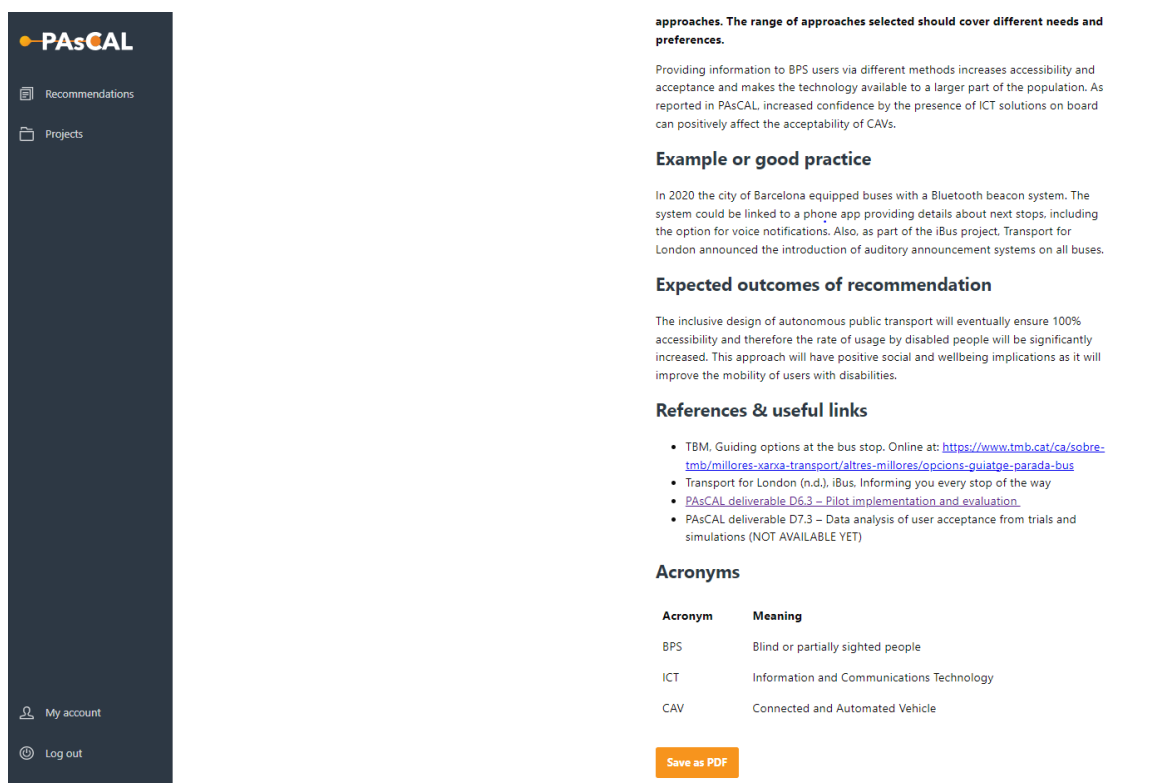 PAsCAL
Recommendations
Projects
My account
Log out
approaches. The range of approaches selected should cover different needs and
preferences.
Providing information to BPS users via different methods increases accessibility and
acceptance and makes the technology available to a larger part of the population. As
reported in PAsCAL, increased confidence by the presence of ICT solutions on board
can positively affect the acceptability of CAVs.
Example or good practice
In 2020 the city of Barcelona equipped buses with a Bluetooth beacon system. The
system could be linked to a phone app providing details about next stops, including
the option for voice notifications. Also, as part of the iBus project, Transport for
London announced the introduction of auditory announcement systems on all buses.
Expected outcomes of recommendation
The inclusive design of autonomous public transport will eventually ensure 100%
accessibility and therefore the rate of usage by disabled people will be significantly
increased. This approach will have positive social and wellbeing implications as it will
improve the mobility of users with disabilities.
References & useful links
• TBM, Guiding options at the bus stop. Online at: https://www.tmb.cat/ca/sobre-
tmb/millores-xarxa-transport/altres-millores/opcions-guiatge-parada-bus
• Transport for London (n.d.), iBus, Informing you every stop of the way
• PAsCAL deliverable D6.3 – Pilot implementation and evaluation
• PAsCAL deliverable D7.3 – Data analysis of user acceptance from trials and
simulations (NOT AVAILABLE YET)
Acronyms
Acronym Meaning
BPS Blind or partially sighted people
ICT Information and Communications Technology
CAV Connected and Automated Vehicle
Save as PDF